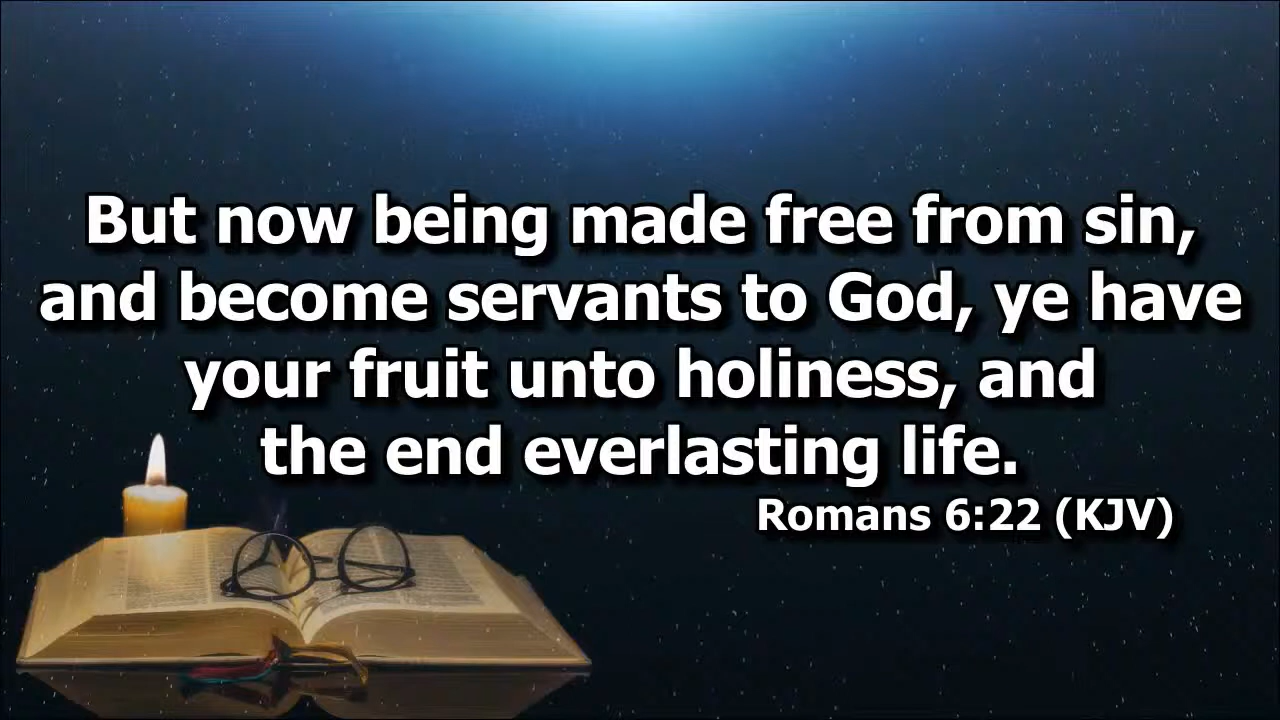 But now being made free from sin,
and become servants to God, ye have
your fruit unto holiness, and
the end everlasting life.
Romans 6:22 (KJV)